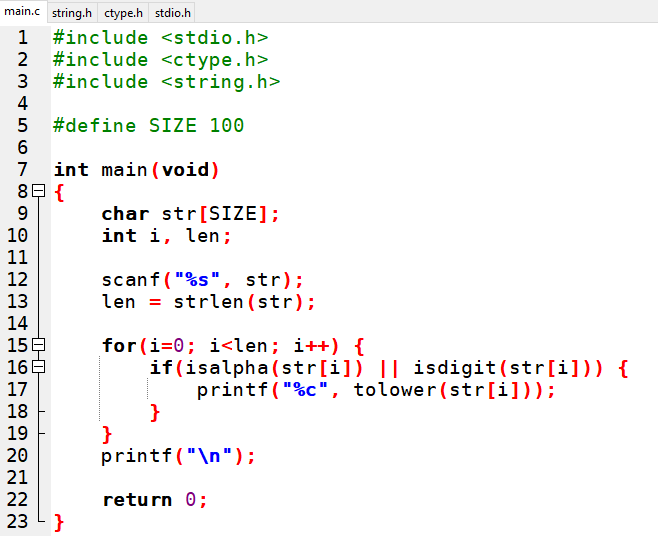 main.c string.h ctype.h stdio.h
1 #include <stdio.h>
2 #include <ctype.h>
3 #include <string.h>
4
5 #define SIZE 100
6
7 int main(void)
8 {
9     char str[SIZE];
10     int i, len;
11
12     scanf("%s", str);
13     len = strlen(str);
14
15     for(i=0; i<len; i++) {
16         if(isalpha(str[i]) || isdigit(str[i])) {
17             printf("%c", tolower(str[i]));
18         }
19     }
20     printf("\n");
21
22     return 0;
23 }